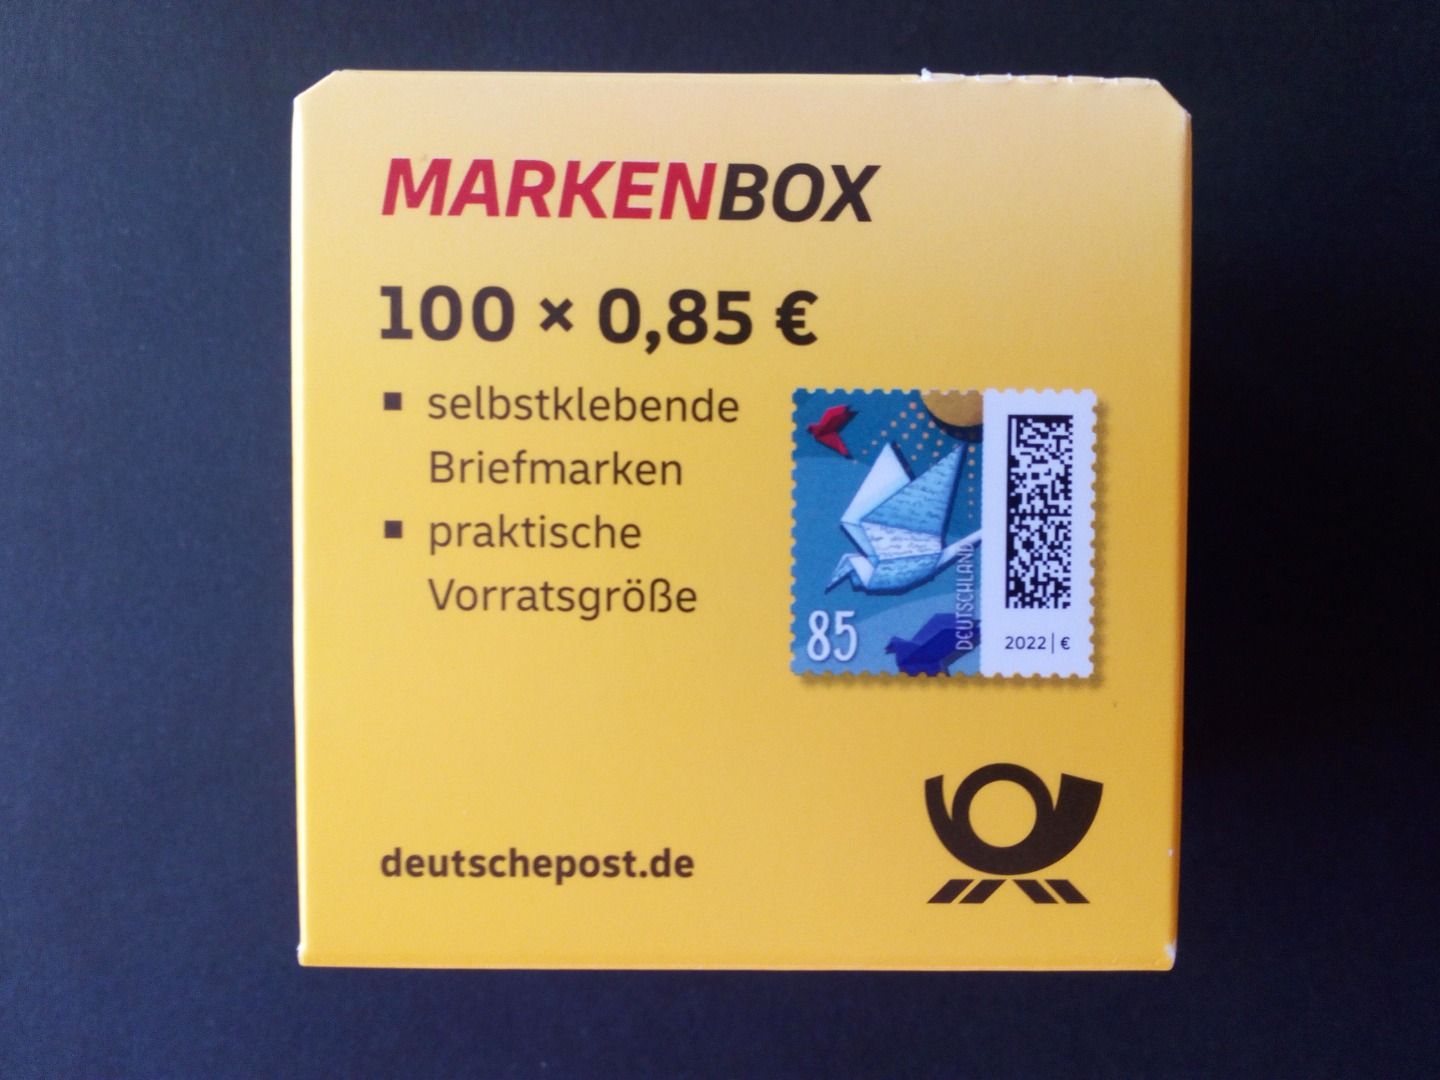 MARKENBOX
100 × 0,85 €
▪ selbstklebende
Briefmarken
▪ praktische
Vorratsgröße
85
DEUTSCHLAND
2022 | €
deutschepost.de